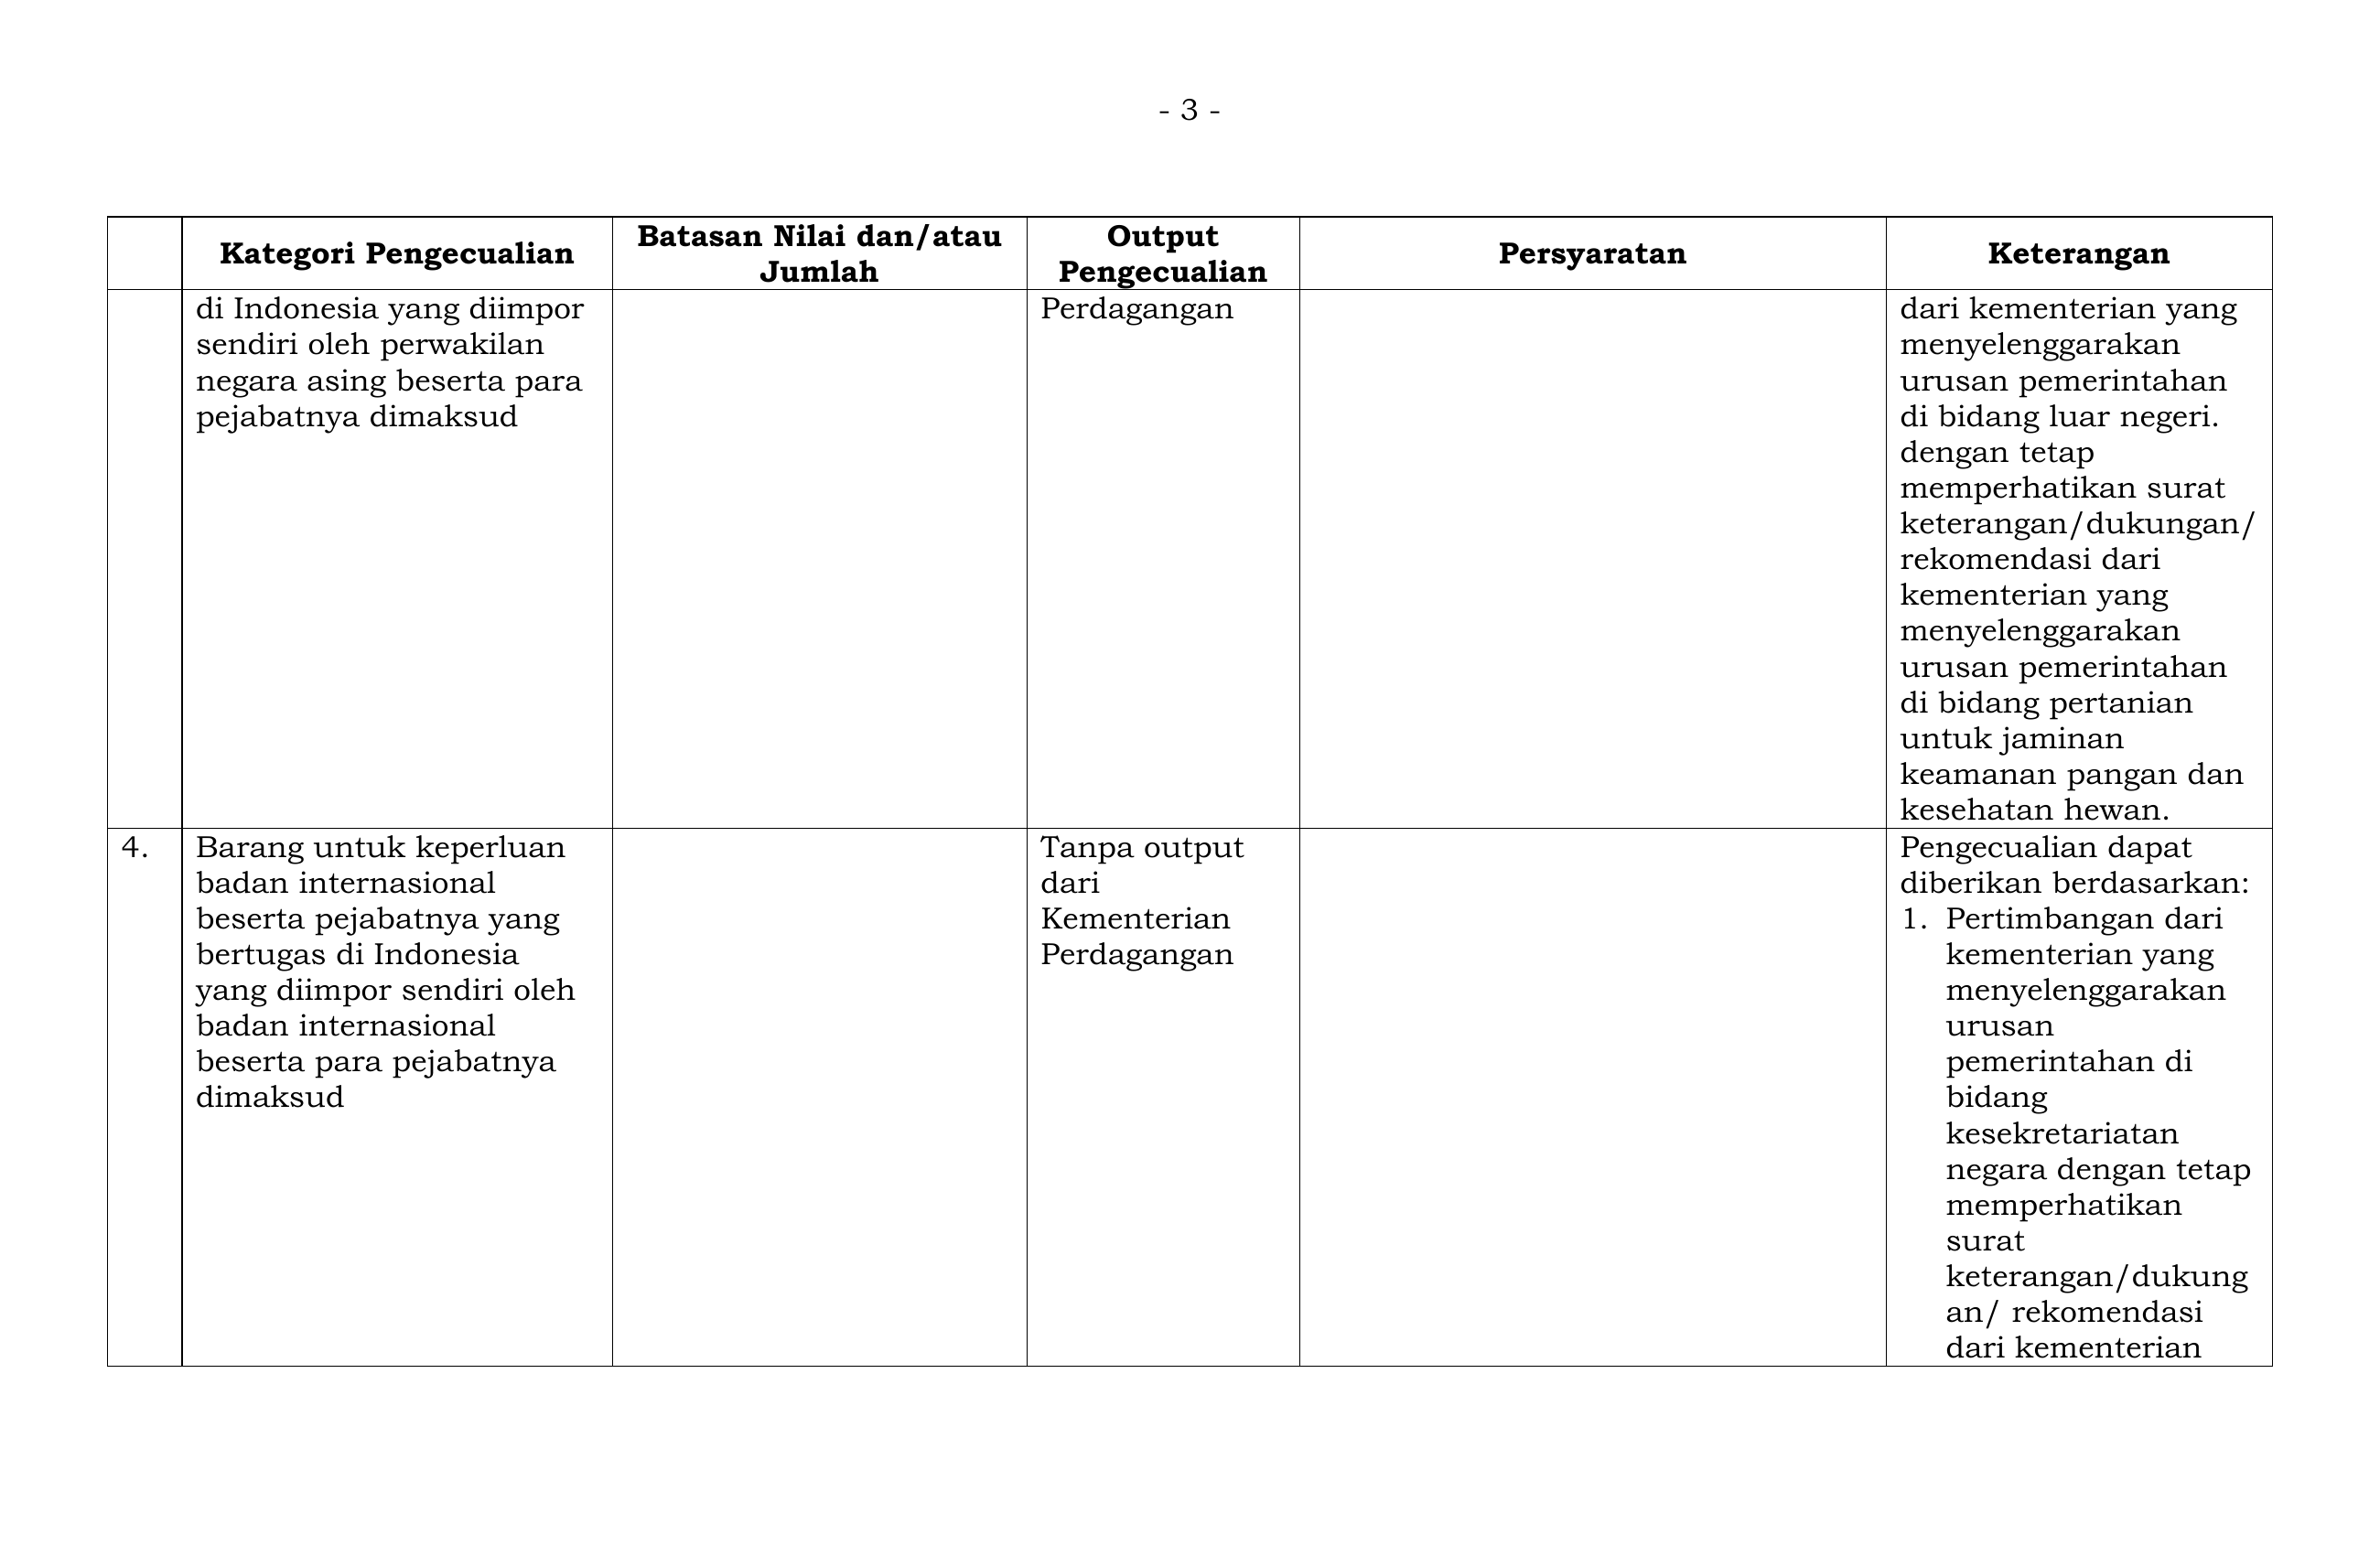 - 3 -
Kategori Pengecualian
Batasan Nilai dan/atau
Jumlah
Output
Pengecualian
Persyaratan
Keterangan
di Indonesia yang diimpor
sendiri oleh perwakilan
negara asing beserta para
pejabatnya dimaksud
Perdagangan
dari kementerian yang
menyelenggarakan
urusan pemerintahan
di bidang luar negeri.
dengan tetap
memperhatikan surat
keterangan/dukungan/
rekomendasi dari
kementerian yang
menyelenggarakan
urusan pemerintahan
di bidang pertanian
untuk jaminan
keamanan pangan dan
kesehatan hewan.
4.
Barang untuk keperluan
badan internasional
beserta pejabatnya yang
bertugas di Indonesia
yang diimpor sendiri oleh
badan internasional
beserta para pejabatnya
dimaksud
Tanpa output
dari
Kementerian
Perdagangan
Pengecualian dapat
diberikan berdasarkan:
1. Pertimbangan dari
kementerian yang
menyelenggarakan
urusan
pemerintahan di
bidang
kesekretariatan
negara dengan tetap
memperhatikan
surat
keterangan/dukung
an/ rekomendasi
dari kementerian